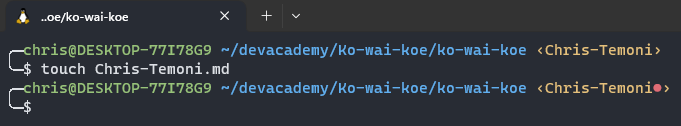 ..oe/ko-wai-koe
chris@DESKTOP-77I78G9 ~/devacademy/ko-wai-koe/ko-wai-koe ‹Chris-Temoni›
$ touch Chris-Temoni.md
chris@DESKTOP-77I78G9 ~/devacademy/ko-wai-koe/ko-wai-koe ‹Chris-Temoni●›
$